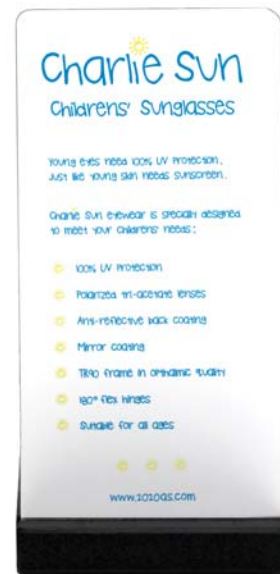 Charlie Sun
Childrens' Sunglasses
Young eyes need 100% UV Protection,
Just like young skin needs sunscreen.
Charlie Sun eyewear is specially designed
to meet your childrens' needs:
100% UV Protection
Polarized tri-acetate lenses
Anti-reflective back coating
Mirror coating
TR90 frame in opthalmic quality
180° flex hinges
Suitable for all ages
www.2020as.com